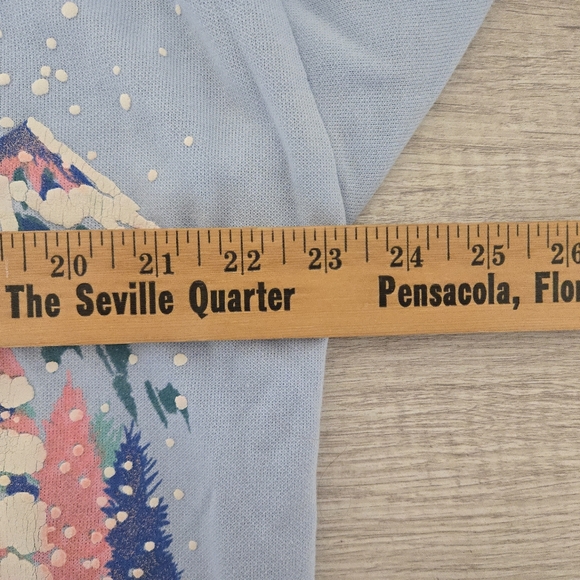 20 21 22 23 24 25 26
The Seville Quarter Pensacola, Flor